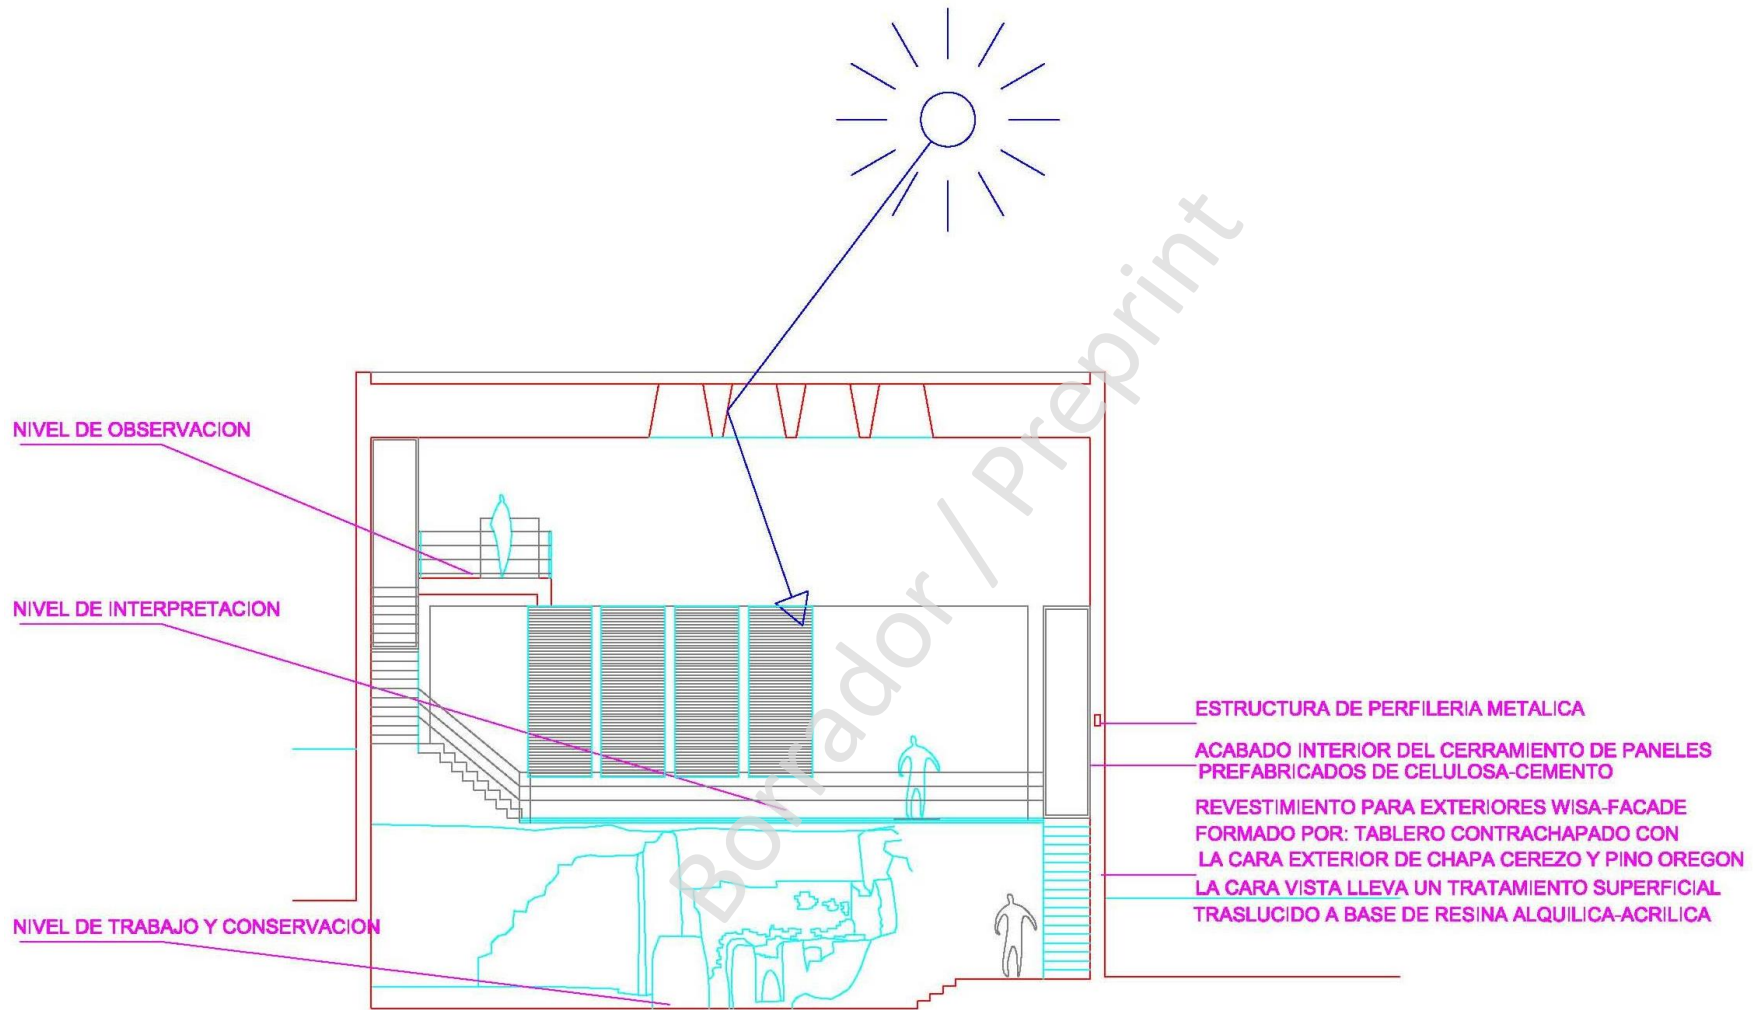 NIVEL DE OBSERVACION
NIVEL DE INTERPRETACION
NIVEL DE TRABAJO Y CONSERVACION
ESTRUCTURA DE PERFILERIA METALICA
ACABADO INTERIOR DEL CERRAMIENTO DE PANELES
PREFABRICADOS DE CELULOSA-CEMENTO
REVESTIMIENTO PARA EXTERIORES WISA-FACADE
FORMADO POR: TABLERO CONTRACHAPADO CON
LA CARA EXTERIOR DE CHAPA CEREZO Y PINO OREGON
LA CARA VISTA LLEVA UN TRATAMIENTO SUPERFICIAL
TRASLUCIDO A BASE DE RESINA ALQUILICA-ACRILICA
Borrador / Preprint